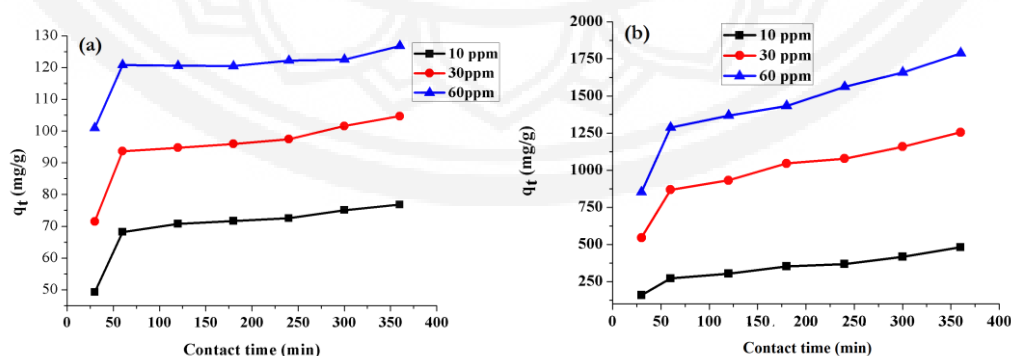 (a)
130
120
110
100
90
80
70
60
50
qt (mg/g)
10 ppm
30ppm
60ppm
0 50 100 150 200 250 300 350 400
Contact time (min)
(b)
2000
1750
1500
1250
1000
750
500
250
qt (mg/g)
10 ppm
30 ppm
60 ppm
0 50 100 150 200 250 300 350 400
Contact time (min)